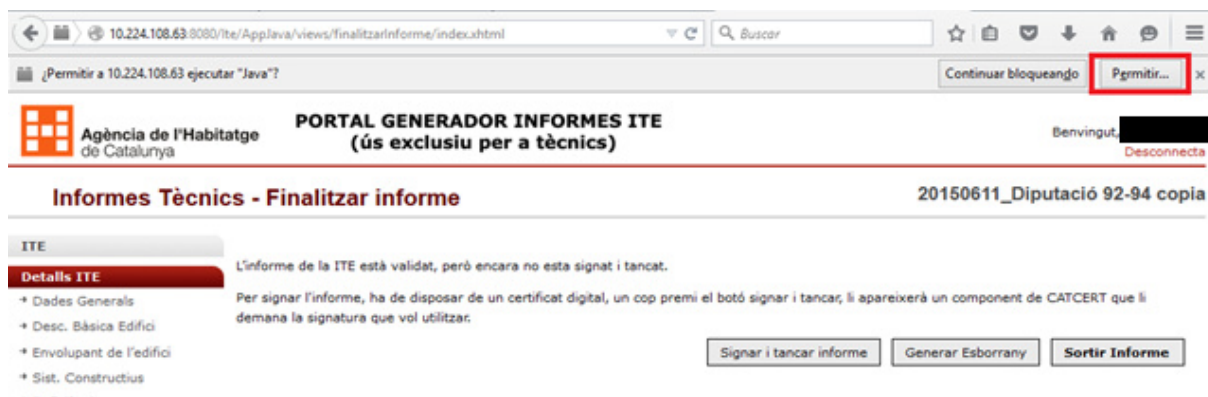 10.224.108.63:8080/Ite/AppJava/views/finalitzarInforme/index.xhtml
Buscar
¿Permitir a 10.224.108.63 ejecutar "Java"?
Continuar bloqueando
Permitir...
Agència de l'Habitatge
de Catalunya
PORTAL GENERADOR INFORMES ITE
(ús exclusiu per a tècnics)
Benvingut,
Desconnecta
Informes Tècnics - Finalitzar informe
20150611_Diputació 92-94 copia
ITE
Detalls ITE
Dades Generals
Desc. Bàsica Edifici
Envolupant de l'edifici
Sist. Constructius
L'informe de la ITE està validat, però encara no esta signat i tancat.
Per signar l'informe, ha de disposar de un certificat digital, un cop premi el botó signar i tancar, li apareixerà un component de CATCERT que li
demana la signatura que vol utilitzar.
Signar i tancar informe
Generar Esborrany
Sortir Informe